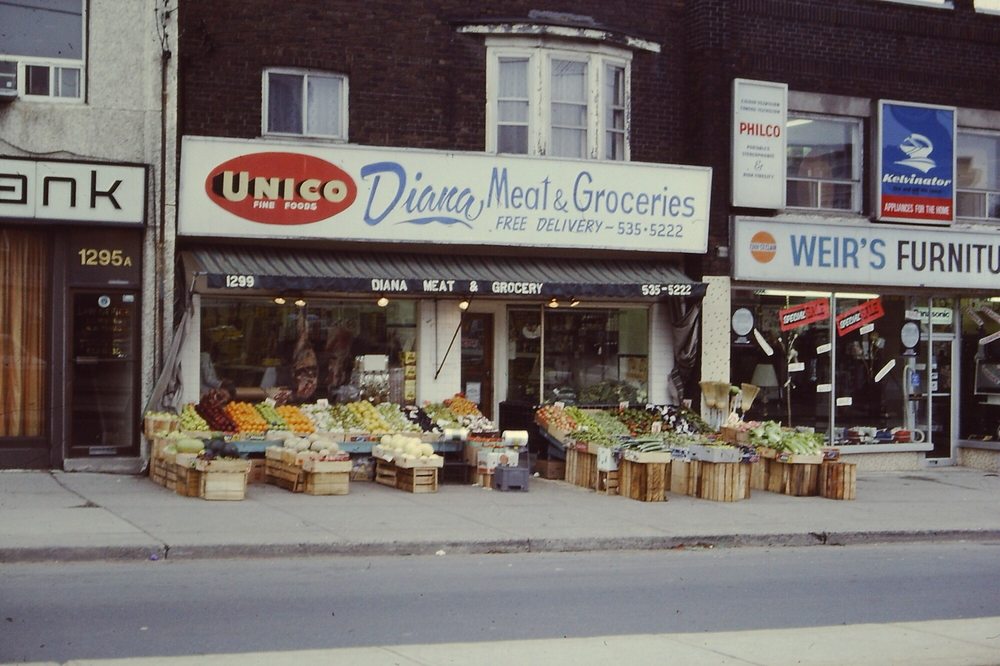 ank
1295A
UNICO
FINE FOODS
Diana Meat & Groceries
FREE DELIVERY - 535·5222
1299 DIANA MEAT & GROCERY 535-5222
PHILCO
&
Kelvinator
APPLIANCES FOR THE HOME
WEIR'S FURNITU
SPECIAL
SPECIAL
Panasonic